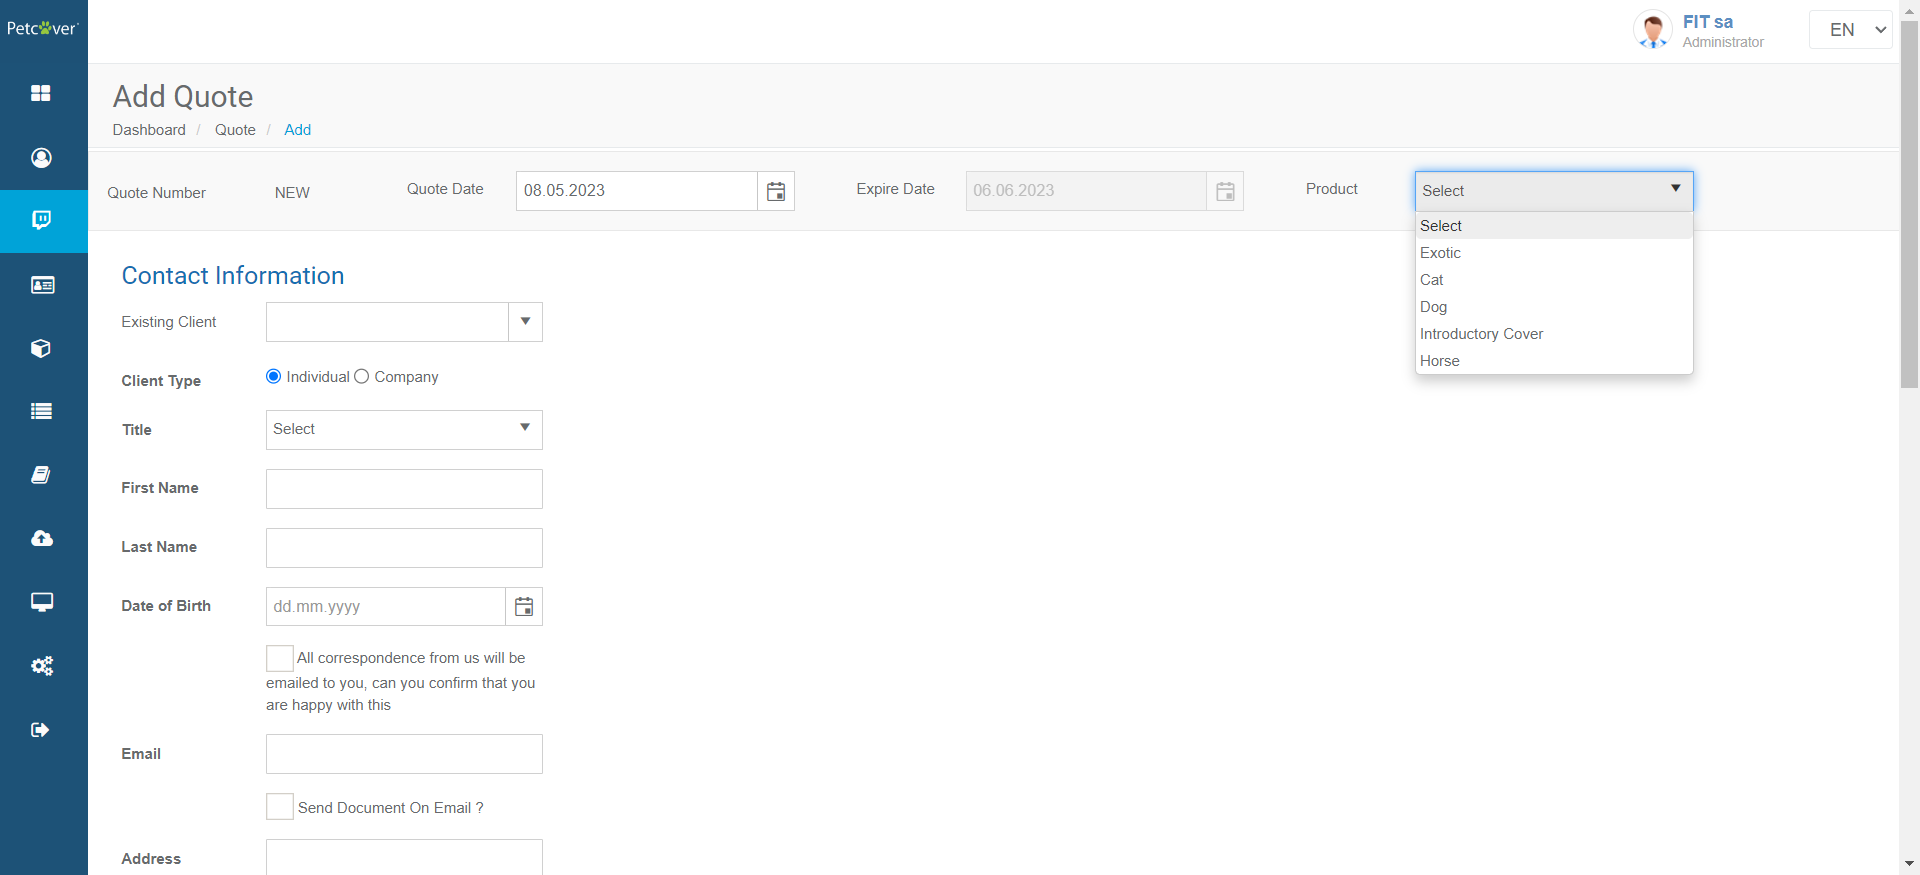 Petcover
FIT sa
Administrator
EN
Add Quote
Dashboard / Quote / Add
Quote Number NEW Quote Date 08.05.2023 Expire Date 06.06.2023 Product Select
Select
Exotic
Cat
Dog
Introductory Cover
Horse
Contact Information
Existing Client
Client Type Individual Company
Title Select
First Name
Last Name
Date of Birth dd.mm.yyyy
All correspondence from us will be
emailed to you, can you confirm that you
are happy with this
Email
Send Document On Email ?
Address